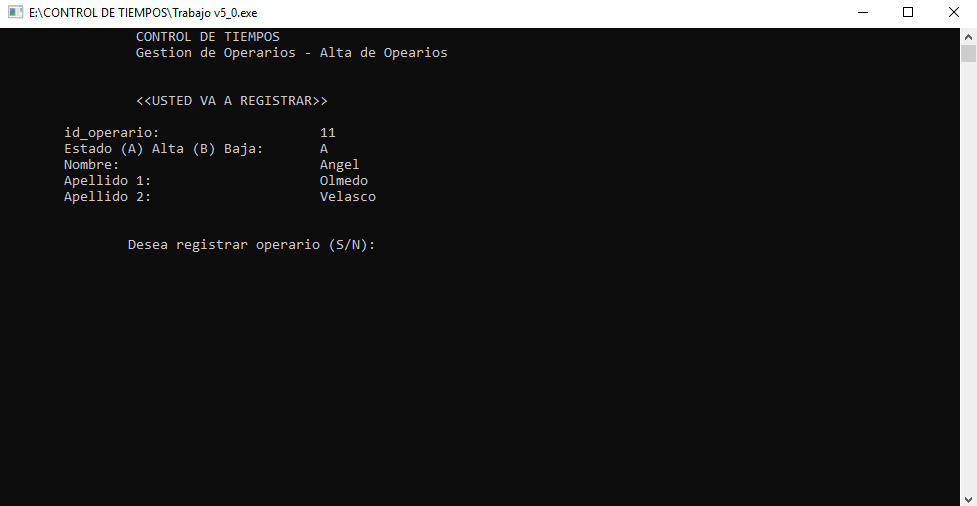 E:\CONTROL DE TIEMPOS\Trabajo v5_0.exe
CONTROL DE TIEMPOS
Gestion de Operarios - Alta de Opearios
<<USTED VA A REGISTRAR>>
id_operario: 11
Estado (A) Alta (B) Baja: A
Nombre: Angel
Apellido 1: Olmedo
Apellido 2: Velasco
Desea registrar operario (S/N):